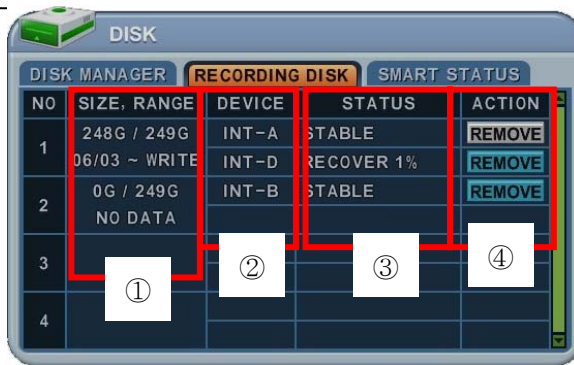 DISK
DISK MANAGER RECORDING DISK SMART STATUS
NO SIZE, RANGE DEVICE STATUS ACTION
1 248G / 249G INT-A STABLE REMOVE
06/03 ~ WRITE INT-D RECOVER 1% REMOVE
2 0G / 249G INT-B STABLE REMOVE
NO DATA
3
4
① ② ③ ④